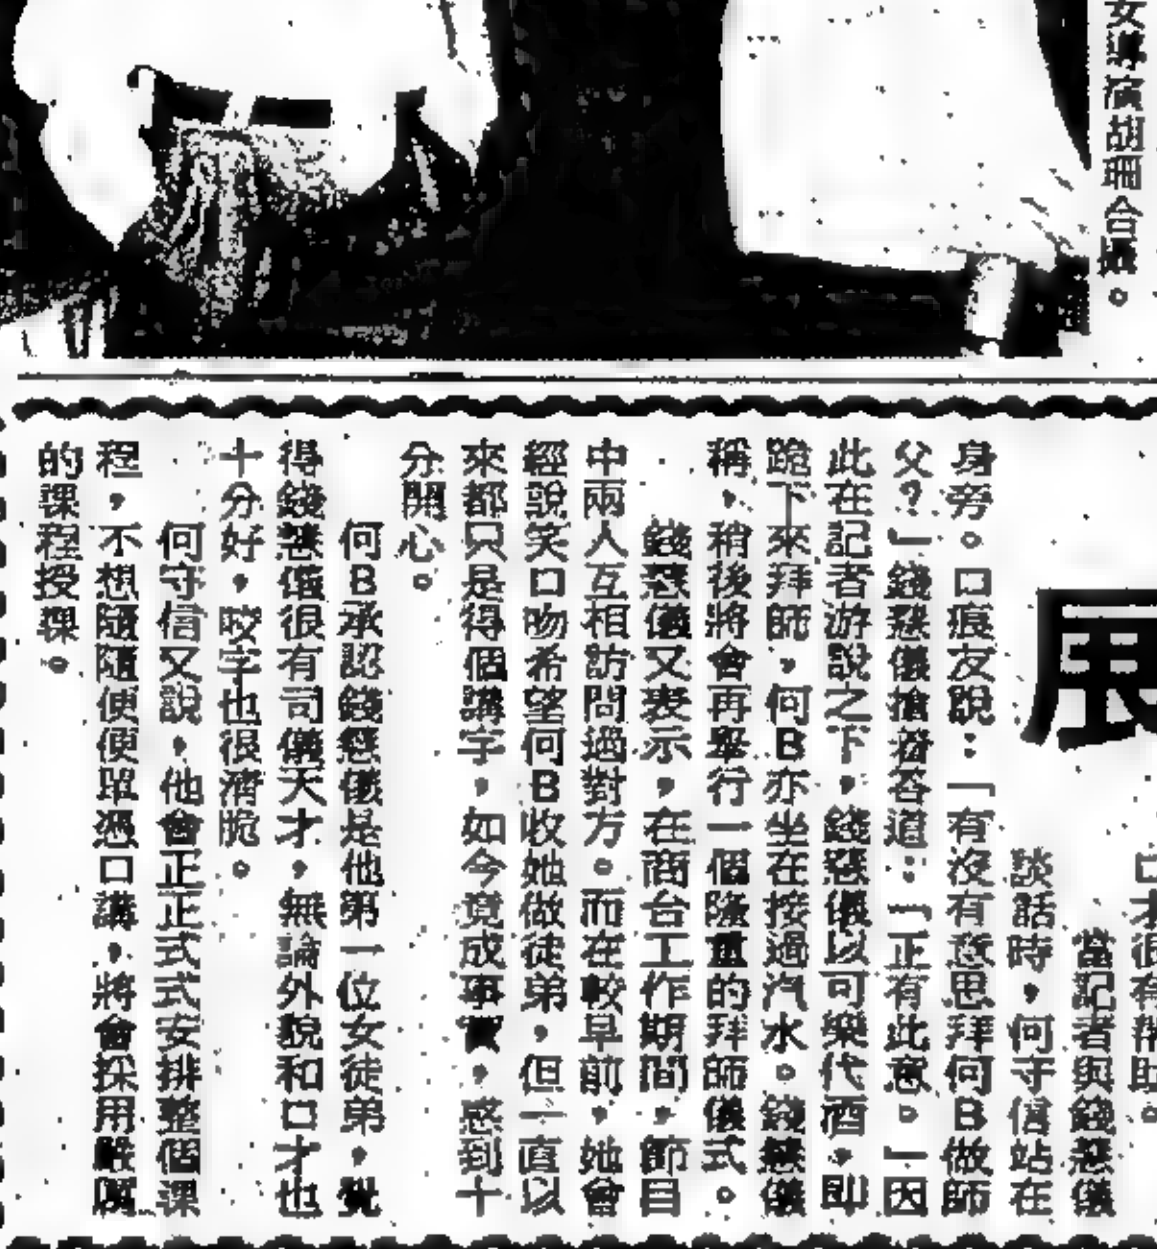 女導演胡珊合攝。
展
口才很有幫助。
當記者與錢慧儀
談話時，何守信站在
身旁。口痕友說：「有沒有意思拜何B做師
父？」錢慧儀搶着答道：「正有此意。」因
此在記者游說之下，錢慧儀以可樂代酒，即
跪下來拜師，何B亦坐在接過汽水。錢慧儀
稱，稍後將會再舉行一個隆重的拜師儀式。
錢慧儀又表示，在商台工作期間，節目
中兩人互相訪問過對方。而在較早前，她會
經說笑口吻希望何B收她做徒弟，但一直以
來都只是得個講字，如今竟成事實，感到十
分開心。
何B承認錢慧儀是他第一位女徒弟，覺
得錢慧儀很有司儀天才，無論外貌和口才也
十分好，咬字也很清脆。
何守信又說，他會正正式式安排整個課
程，不想隨隨便便單憑口講，將會採用嚴厲
的課程授課。